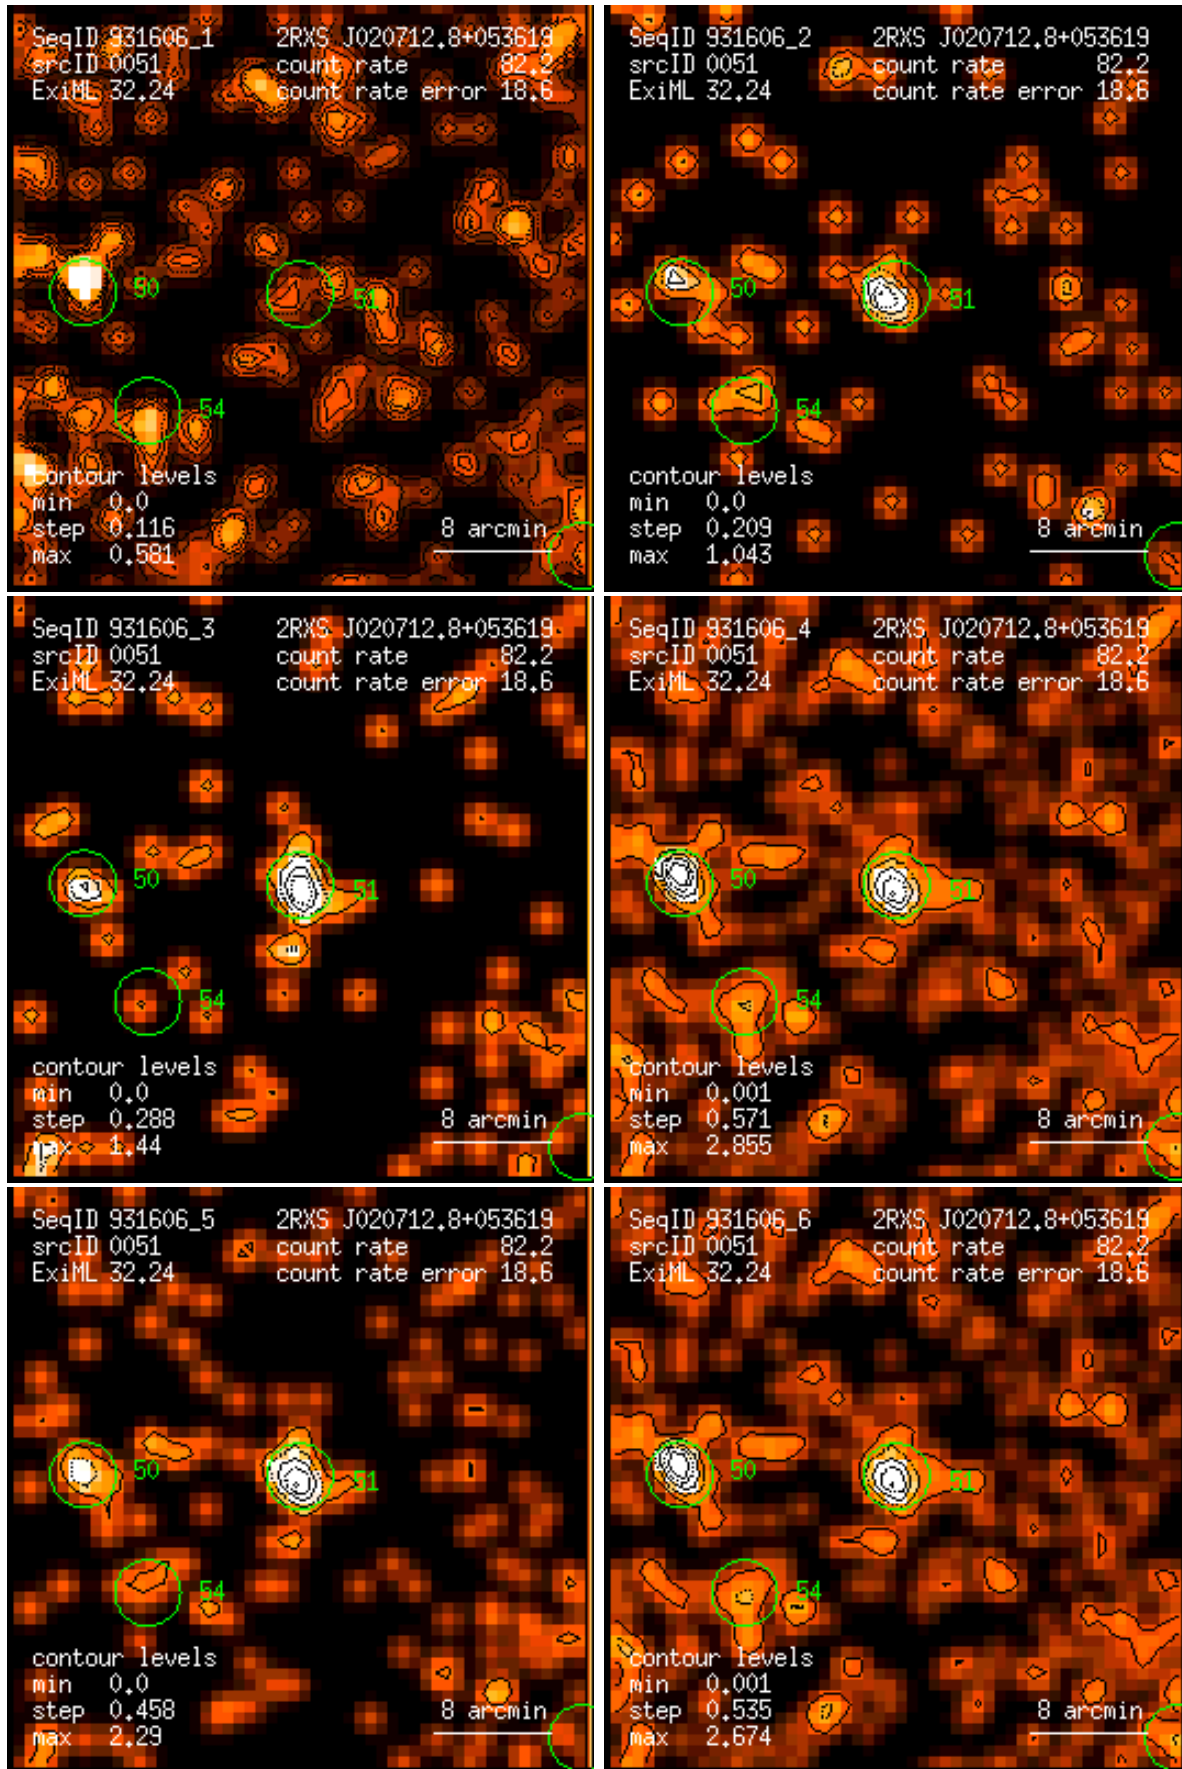 SeqID 931606_1 2RXS J020712.8+053619
srcID 0051 count rate 82.2
ExiML 32.24 count rate error 18.6
50
51
54
contour levels
min 0.0
step 0.116
max 0.581
8 arcmin
SeqID 931606_2 2RXS J020712.8+053619
srcID 0051 count rate 82.2
ExiML 32.24 count rate error 18.6
50
51
54
contour levels
min 0.0
step 0.209
max 1.043
8 arcmin
SeqID 931606_3 2RXS J020712.8+053619
srcID 0051 count rate 82.2
ExiML 32.24 count rate error 18.6
50
51
54
contour levels
min 0.0
step 0.288
max 1.44
8 arcmin
SeqID 931606_4 2RXS J020712.8+053619
srcID 0051 count rate 82.2
ExiML 32.24 count rate error 18.6
50
51
54
contour levels
min 0.001
step 0.571
max 2.855
8 arcmin
SeqID 931606_5 2RXS J020712.8+053619
srcID 0051 count rate 82.2
ExiML 32.24 count rate error 18.6
50
51
54
contour levels
min 0.0
step 0.458
max 2.29
8 arcmin
SeqID 931606_6 2RXS J020712.8+053619
srcID 0051 count rate 82.2
ExiML 32.24 count rate error 18.6
50
51
54
contour levels
min 0.001
step 0.535
max 2.674
8 arcmin